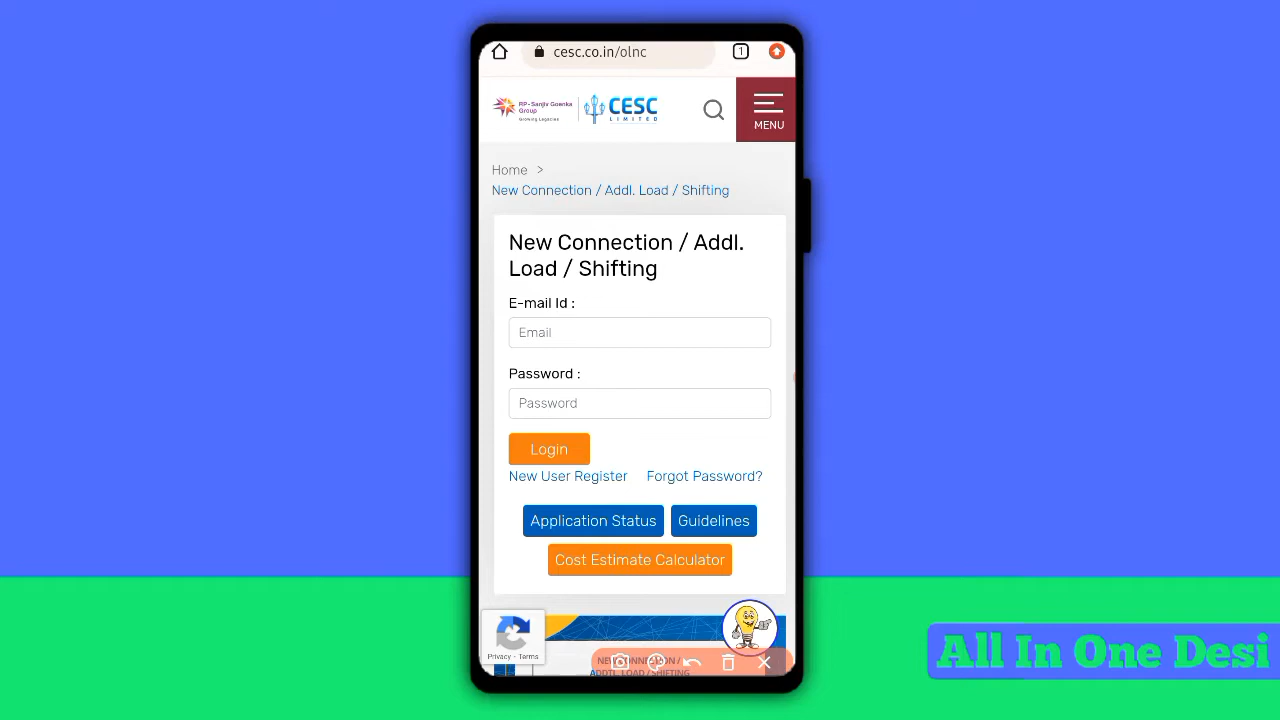 cesc.co.in/olnc
1
RP-Sanjiv Goenka
Group
Growing Legacies
CESC
LIMITED
MENU
Home >
New Connection / Addl. Load / Shifting
New Connection / Addl.
Load / Shifting
E-mail Id :
Email
Password :
Password
Login
New User Register Forgot Password?
Application Status Guidelines
Cost Estimate Calculator
Privacy - Terms
NEW CONNECTION /
ADDTL. LOAD / SHIFTING
All In One Desi